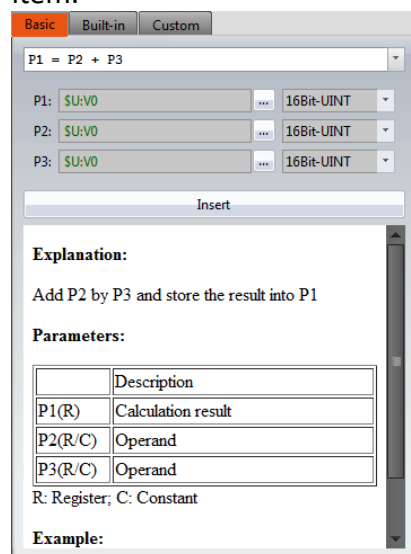 item.
Basic Built-in Custom
P1 = P2 + P3
P1: $U:V0 ... 16Bit-UINT
P2: $U:V0 ... 16Bit-UINT
P3: $U:V0 ... 16Bit-UINT
Insert
Explanation:
Add P2 by P3 and store the result into P1
Parameters:
Description
P1(R) Calculation result
P2(R/C) Operand
P3(R/C) Operand
R: Register; C: Constant
Example: